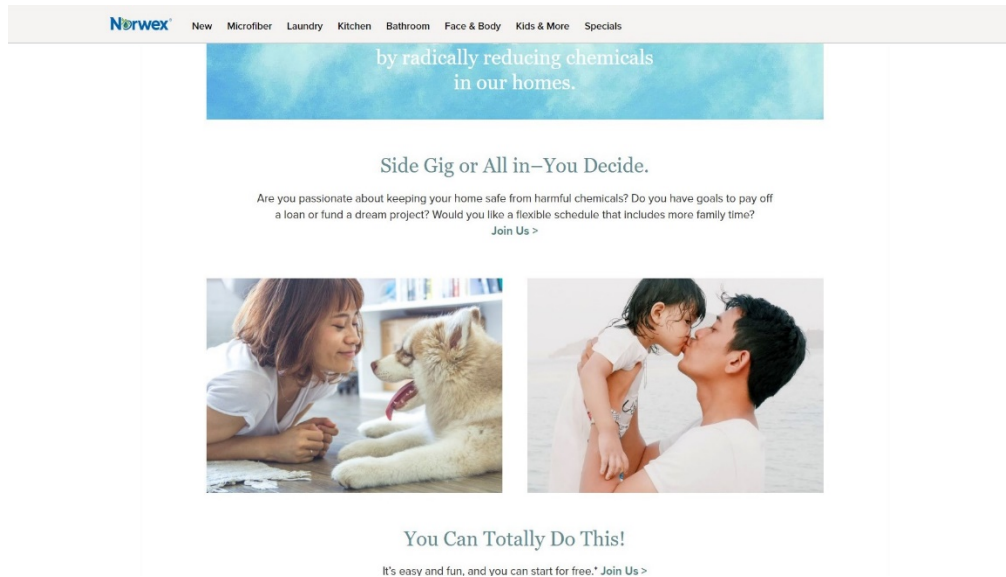 Norwex® New Microfiber Laundry Kitchen Bathroom Face & Body Kids & More Specials
by radically reducing chemicals
in our homes.
Side Gig or All in–You Decide.
Are you passionate about keeping your home safe from harmful chemicals? Do you have goals to pay off
a loan or fund a dream project? Would you like a flexible schedule that includes more family time?
Join Us >
You Can Totally Do This!
It's easy and fun, and you can start for free.* Join Us >